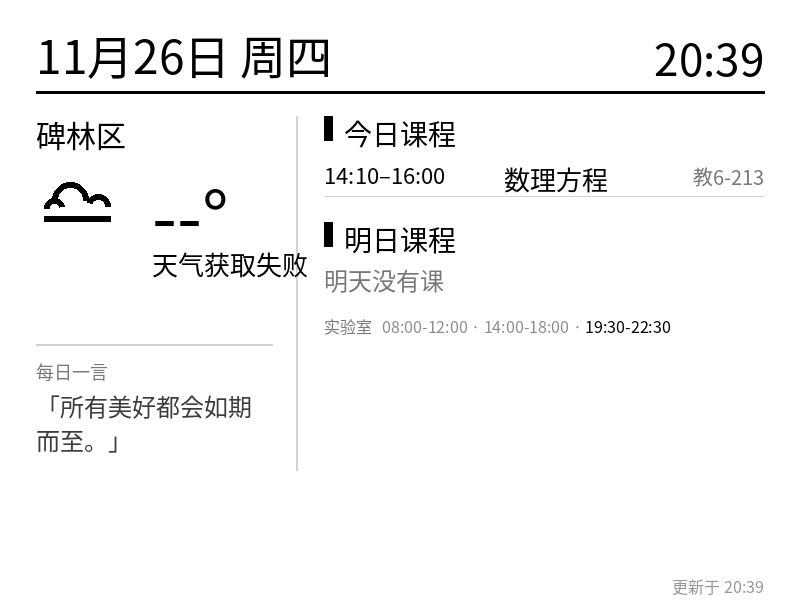 11月26日 周四
20:39
碑林区
--°
天气获取失败
每日一言
「所有美好都会如期
而至。」
今日课程
14:10–16:00 数理方程 教6-213
明日课程
明天没有课
实验室 08:00-12:00 · 14:00-18:00 · 19:30-22:30
更新于 20:39